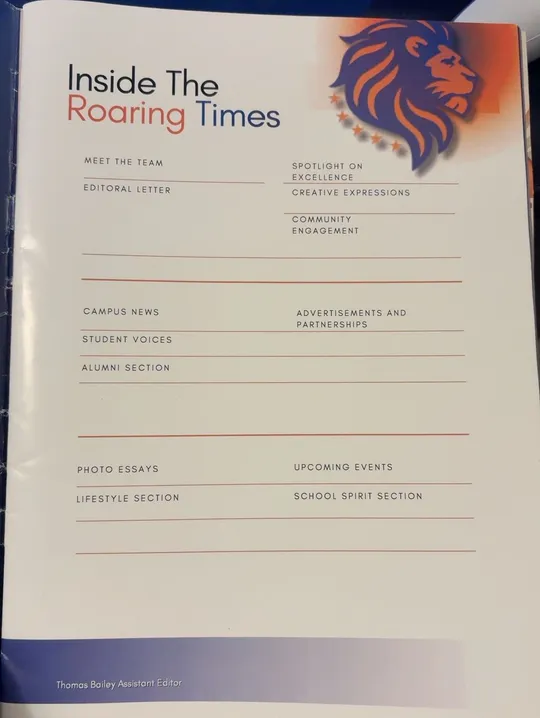 Inside The
Roaring Times
MEET THE TEAM
EDITORIAL LETTER
SPOTLIGHT ON
EXCELLENCE
CREATIVE EXPRESSIONS
COMMUNITY
ENGAGEMENT
CAMPUS NEWS
STUDENT VOICES
ALUMNI SECTION
ADVERTISEMENTS AND
PARTNERSHIPS
PHOTO ESSAYS
LIFESTYLE SECTION
UPCOMING EVENTS
SCHOOL SPIRIT SECTION
Thomas Bailey Assistant Editor